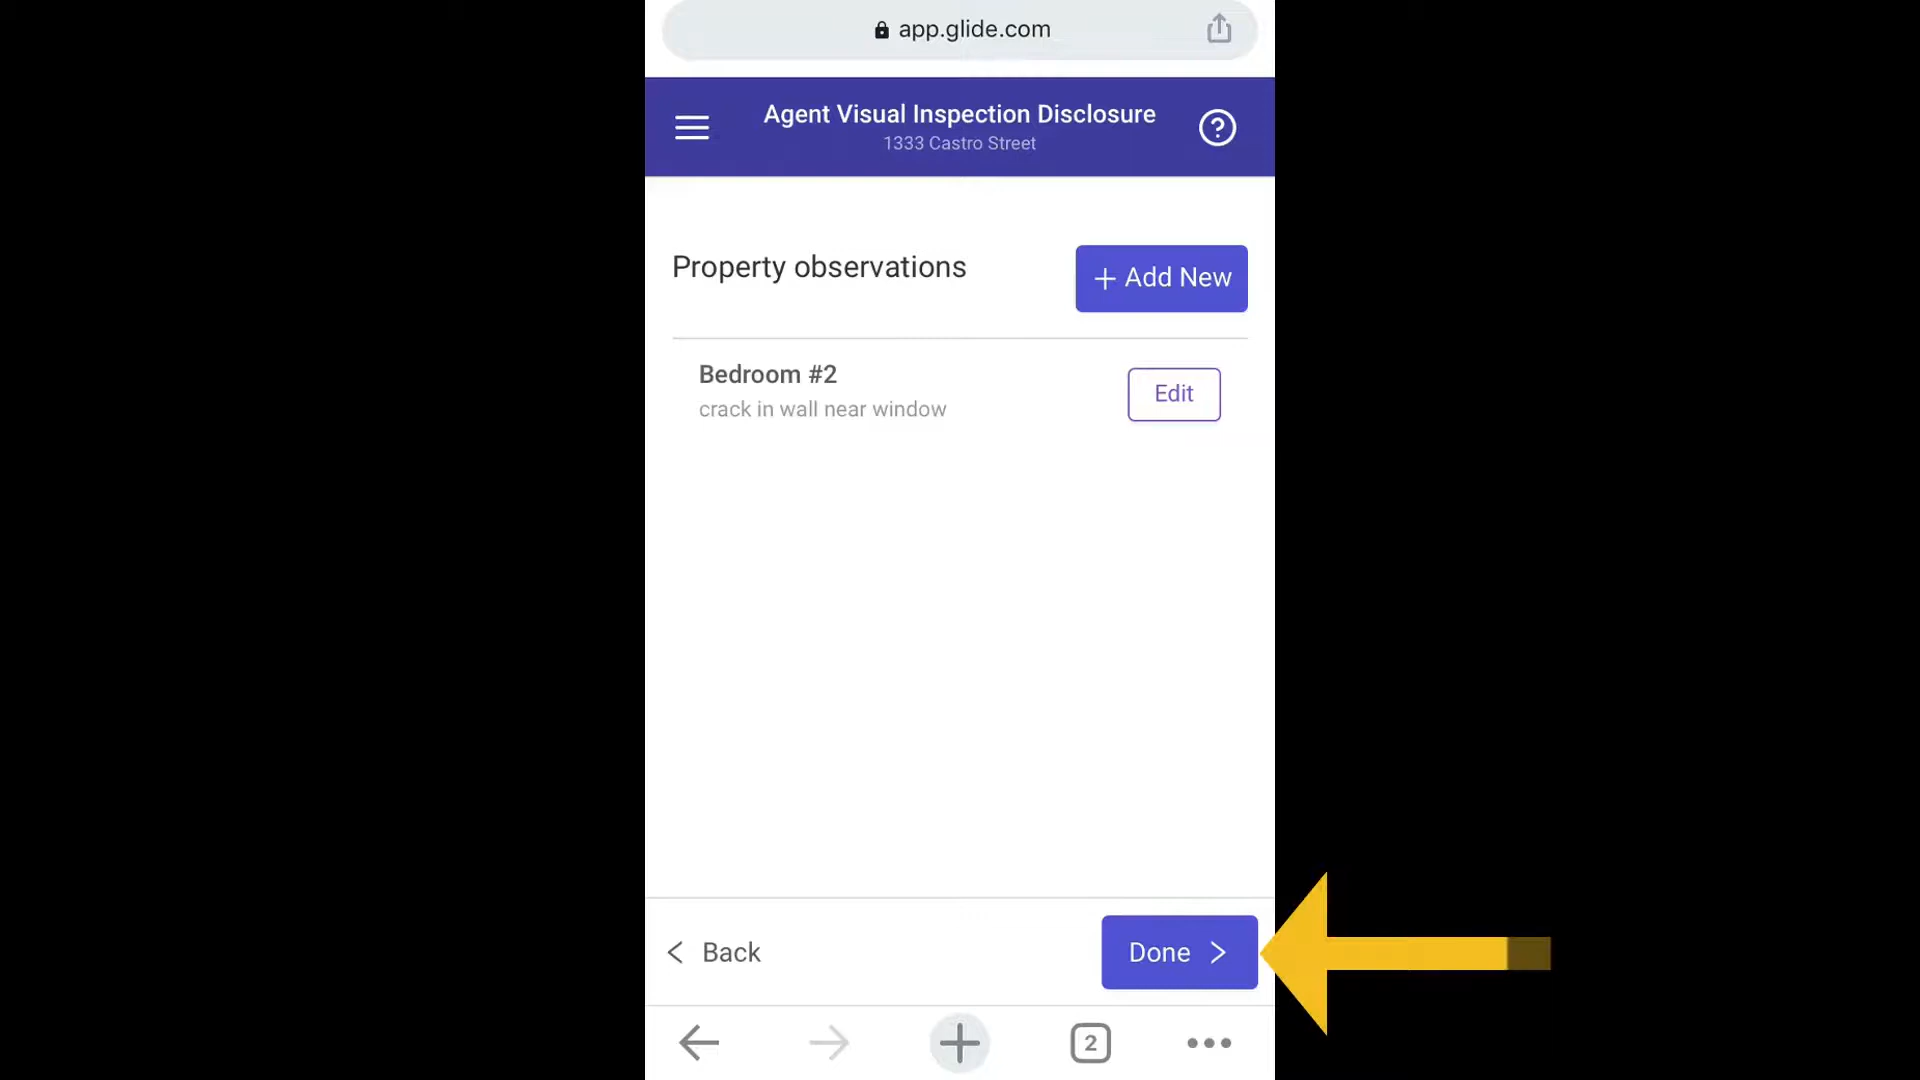 app.glide.com
Agent Visual Inspection Disclosure
1333 Castro Street
Property observations
+ Add New
Bedroom #2
crack in wall near window
Edit
Back
Done
2